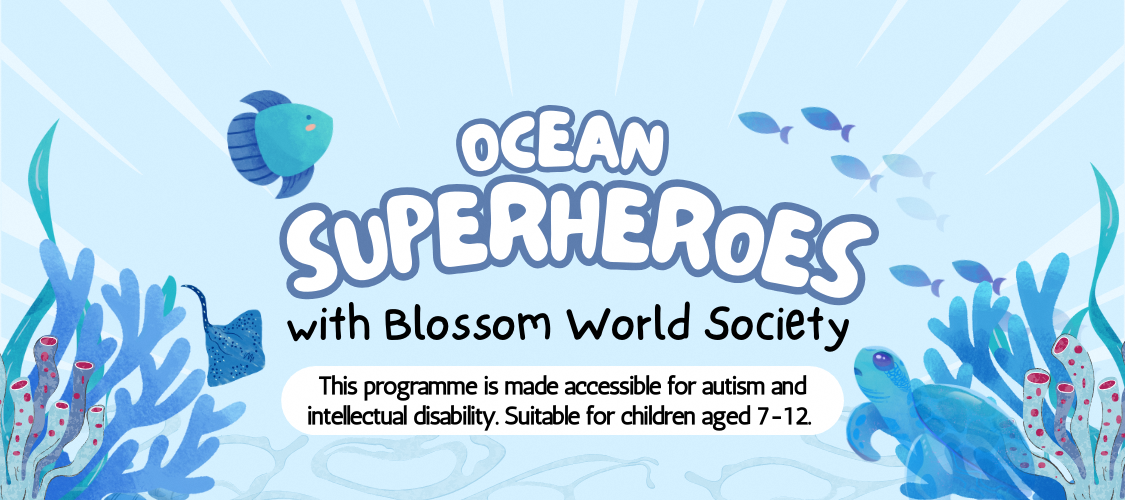 OCEAN
SUPERHEROES
with Blossom World Society
This programme is made accessible for autism and
intellectual disability. Suitable for children aged 7-12.